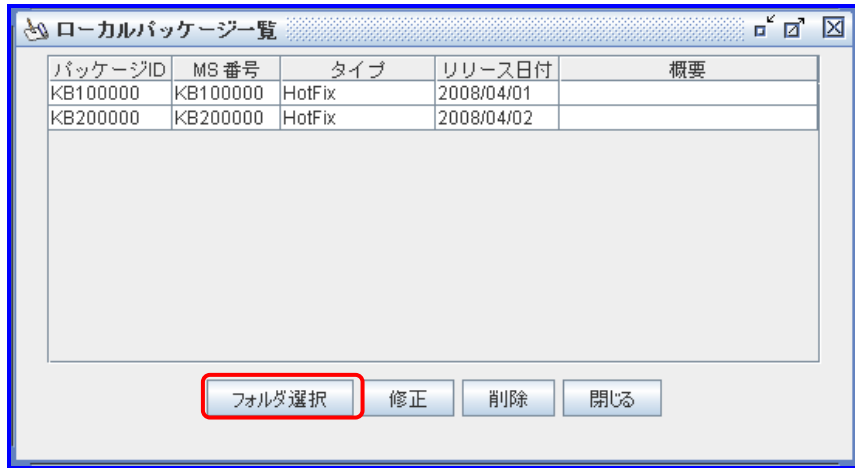 ローカルパッケージ一覧
パッケージID MS 番号 タイプ リリース日付 概要
KB100000 KB100000 HotFix 2008/04/01
KB200000 KB200000 HotFix 2008/04/02
フォルダ選択 修正 削除 閉じる